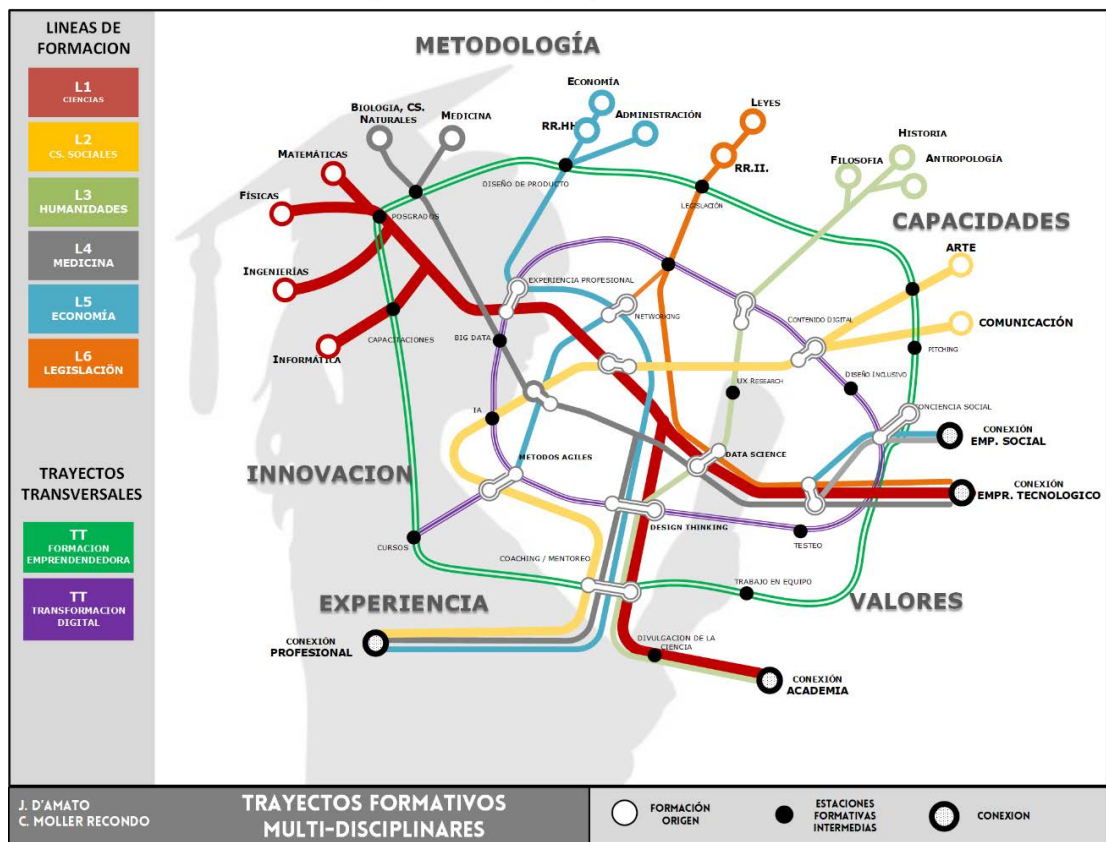 LINEAS DE
FORMACION
L1
CIENCIAS
L2
CS. SOCIALES
L3
HUMANIDADES
L4
MEDICINA
L5
ECONOMÍA
L6
LEGISLACIÓN
TRAYECTOS
TRANSVERSALES
TT
FORMACION
EMPRENDENDEDORA
TT
TRANSFORMACION
DIGITAL
METODOLOGÍA
ECONOMÍA
BIOLOGIA, CS.
NATURALES
MEDICINA
RR.HH
ADMINISTRACIÓN
LEYES
RR.II.
HISTORIA
FILOSOFIA
ANTROPOLOGÍA
MATEMÁTICAS
FÍSICAS
DISEÑO DE PRODUCTO
POSGRADOS
LEGISLACIÓN
CAPACIDADES
ARTE
INGENIERÍAS
EXPERIENCIA PROFESIONAL
NETWORKING
CONTENIDO DIGITAL
COMUNICACIÓN
INFORMÁTICA
CAPACITACIONES
BIG DATA
PITCHING
DISEÑO INCLUSIVO
UX RESEARCH
IA
CONCIENCIA SOCIAL
CONEXIÓN
EMP. SOCIAL
INNOVACION
METODOS AGILES
DATA SCIENCE
CONEXIÓN
EMPR. TECNOLOGICO
DESIGN THINKING
CURSOS
TESTEO
COACHING / MENTOREO
TRABAJO EN EQUIPO
EXPERIENCIA
VALORES
CONEXIÓN
PROFESIONAL
DIVULGACION DE LA
CIENCIA
CONEXIÓN
ACADEMIA
J. D'AMATO
C. MOLLER RECONDO
TRAYECTOS FORMATIVOS
MULTI-DISCIPLINARES
FORMACIÓN
ORIGEN
ESTACIONES
FORMATIVAS
INTERMEDIAS
CONEXION